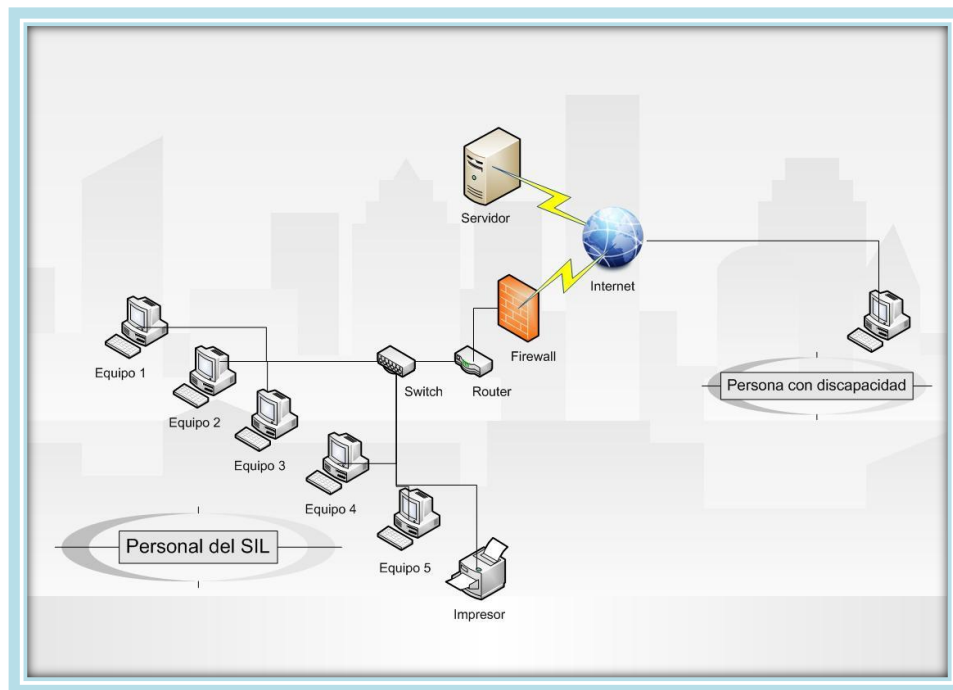 Servidor
Internet
Firewall
Equipo 1
Switch
Router
Persona con discapacidad
Equipo 2
Equipo 3
Equipo 4
Personal del SIL
Equipo 5
Impresor